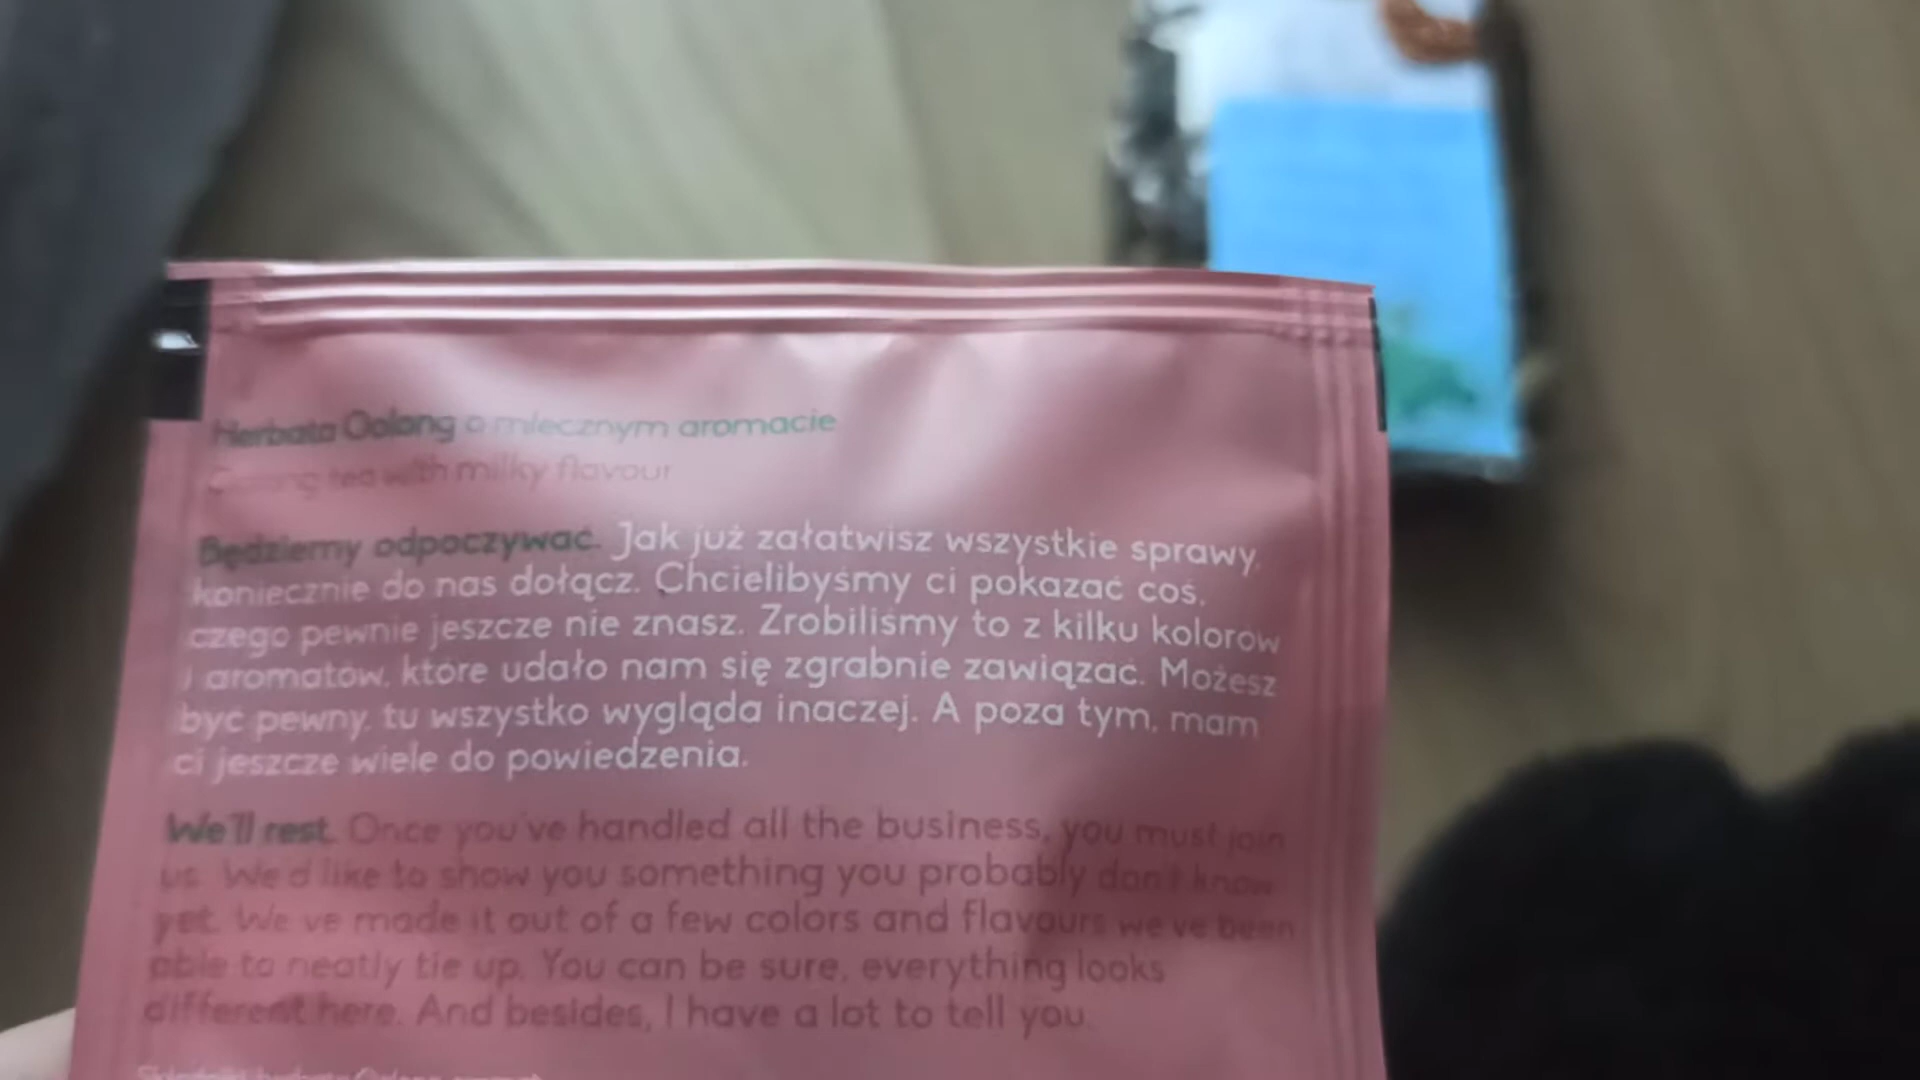 Herbata Oolong o mlecznym aromacie
Oolong tea with milky flavour
Będziemy odpoczywać. Jak już załatwisz wszystkie sprawy,
koniecznie do nas dołącz. Chcielibyśmy ci pokazać coś,
czego pewnie jeszcze nie znasz. Zrobiliśmy to z kilku kolorów
i aromatów, które udało nam się zgrabnie zawiązać. Możesz
być pewny, tu wszystko wygląda inaczej. A poza tym, mam
ci jeszcze wiele do powiedzenia.
We'll rest. Once you've handled all the business, you must join
us. We'd like to show you something you probably don't know
yet. We've made it out of a few colors and flavours we've been
able to neatly tie up. You can be sure, everything looks
different here. And besides, I have a lot to tell you.